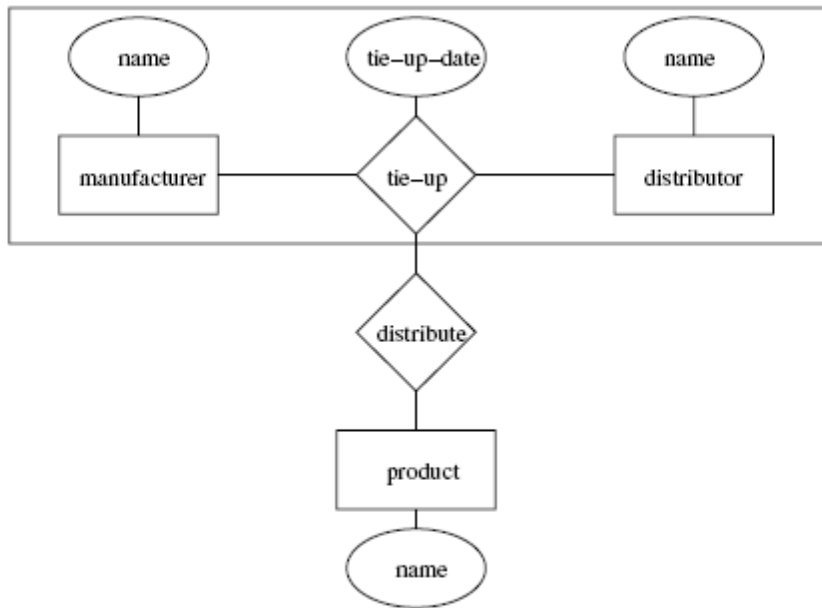 name
tie-up-date
name
manufacturer
tie-up
distributor
distribute
product
name